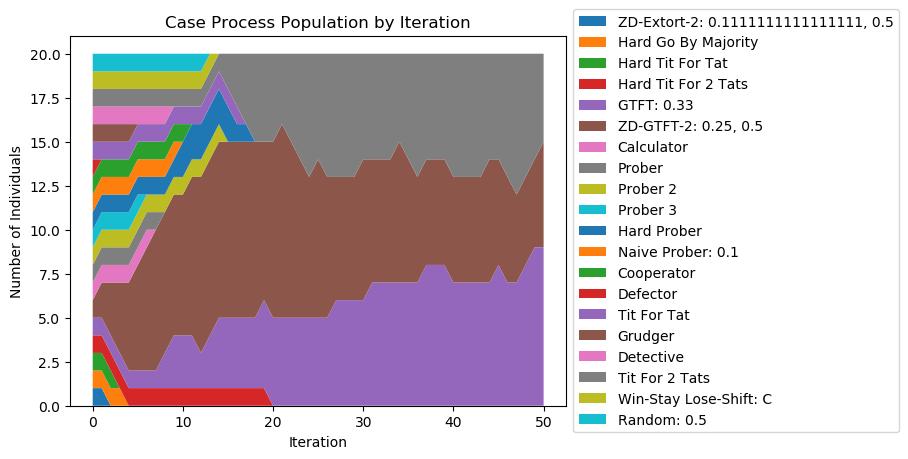 Case Process Population by Iteration
20.0
17.5
15.0
12.5
10.0
7.5
5.0
2.5
0.0
Number of Individuals
0 10 20 30 40 50
Iteration
ZD-Extort-2: 0.1111111111111111, 0.5
Hard Go By Majority
Hard Tit For Tat
Hard Tit For 2 Tats
GTFT: 0.33
ZD-GTFT-2: 0.25, 0.5
Calculator
Prober
Prober 2
Prober 3
Hard Prober
Naive Prober: 0.1
Cooperator
Defector
Tit For Tat
Grudger
Detective
Tit For 2 Tats
Win-Stay Lose-Shift: C
Random: 0.5